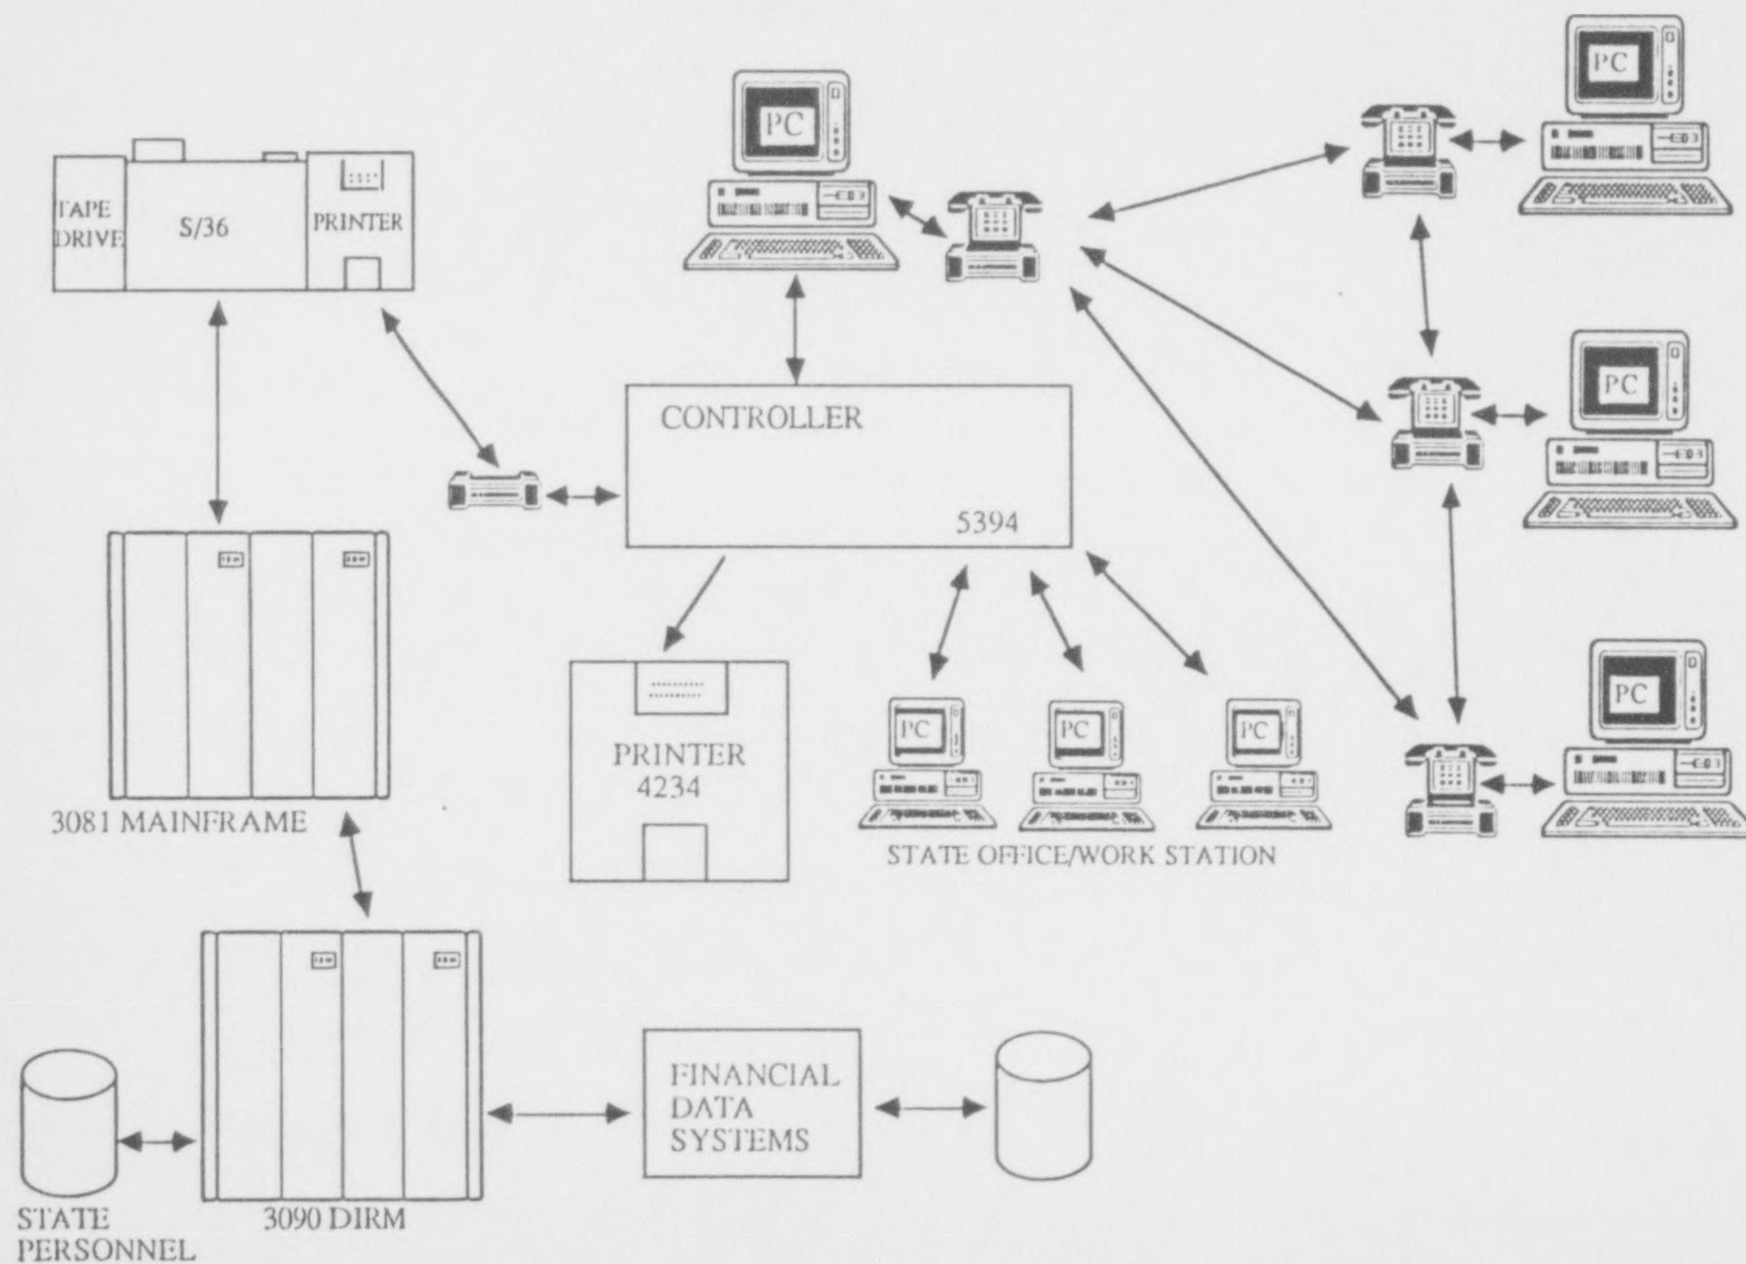 PC
PC
TAPE
DRIVE
S/36
PRINTER
PC
CONTROLLER
5394
PC
PC
PRINTER
4234
PC
PC
PC
3081 MAINFRAME
STATE OFFICE/WORK STATION
FINANCIAL
DATA
SYSTEMS
STATE
PERSONNEL
3090 DIRM